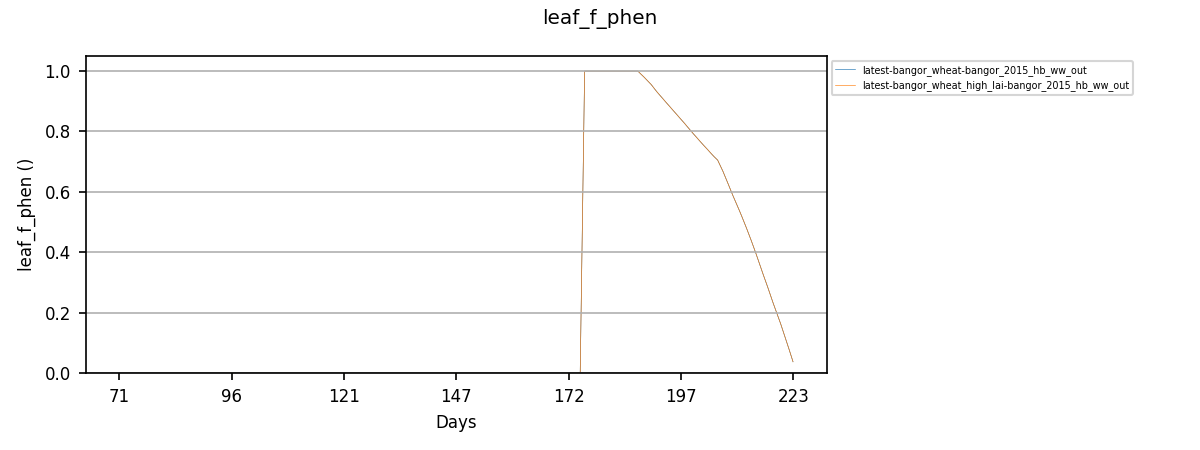 leaf_f_phen
1.0
0.8
0.6
0.4
0.2
0.0
leaf_f_phen ()
71 96 121 147 172 197 223
Days
latest-bangor_wheat-bangor_2015_hb_ww_out
latest-bangor_wheat_high_lai-bangor_2015_hb_ww_out